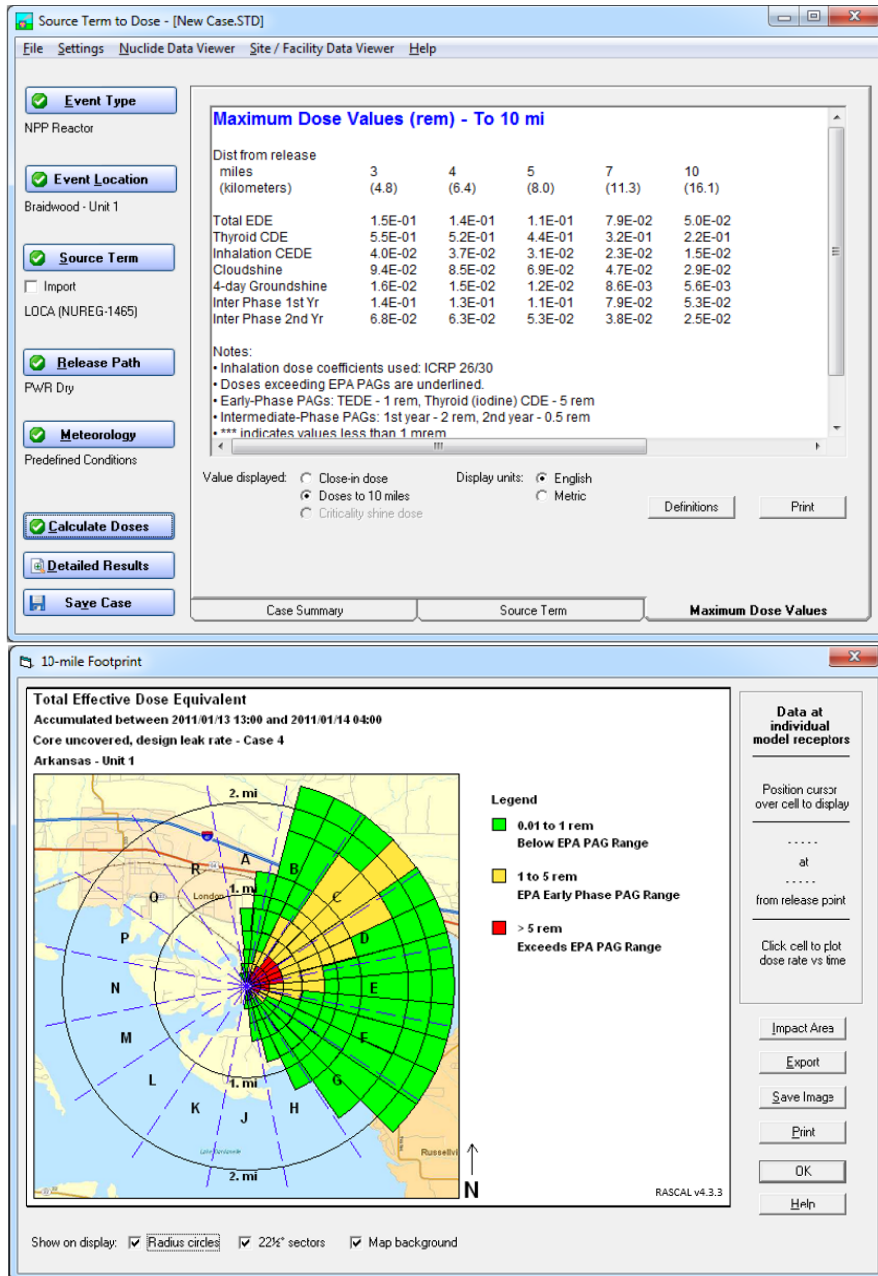 Source Term to Dose - [New Case.STD]
File Settings Nuclide Data Viewer Site / Facility Data Viewer Help
Event Type
NPP Reactor
Event Location
Braidwood - Unit 1
Source Term
Import
LOCA (NUREG-1465)
Release Path
PWR Dry
Meteorology
Predefined Conditions
Calculate Doses
Detailed Results
Save Case
Maximum Dose Values (rem) - To 10 mi
Dist from release
miles 3 4 5 7 10
(kilometers) (4.8) (6.4) (8.0) (11.3) (16.1)
Total EDE 1.5E-01 1.4E-01 1.1E-01 7.9E-02 5.0E-02
Thyroid CDE 5.5E-01 5.2E-01 4.4E-01 3.2E-01 2.2E-01
Inhalation CEDE 4.0E-02 3.7E-02 3.1E-02 2.3E-02 1.5E-02
Cloudshine 9.4E-02 8.5E-02 6.9E-02 4.7E-02 2.9E-02
4-day Groundshine 1.6E-02 1.5E-02 1.2E-02 8.6E-03 5.6E-03
Inter Phase 1st Yr 1.4E-01 1.3E-01 1.1E-01 7.9E-02 5.3E-02
Inter Phase 2nd Yr 6.8E-02 6.3E-02 5.3E-02 3.8E-02 2.5E-02
Notes:
• Inhalation dose coefficients used: ICRP 26/30
• Doses exceeding EPA PAGs are underlined.
• Early-Phase PAGs: TEDE - 1 rem, Thyroid (iodine) CDE - 5 rem
• Intermediate-Phase PAGs: 1st year - 2 rem, 2nd year - 0.5 rem
• *** indicates values less than 1 mrem
Value displayed: Close-in dose
Doses to 10 miles
Criticality shine dose
Display units: English
Metric
Definitions
Print
Case Summary
Source Term
Maximum Dose Values
10-mile Footprint
Total Effective Dose Equivalent
Accumulated between 2011/01/13 13:00 and 2011/01/14 04:00
Core uncovered, design leak rate - Case 4
Arkansas - Unit 1
2. mi
A
B
R
C
Q
London
1. mi
P
D
N
E
M
F
L
G
1. mi
K
J
H
Lake Dardanelle
Russellvi
2. mi
N
Legend
0.01 to 1 rem
Below EPA PAG Range
1 to 5 rem
EPA Early Phase PAG Range
> 5 rem
Exceeds EPA PAG Range
RASCAL v4.3.3
Data at
individual
model receptors
Position cursor
over cell to display
- - - - -
at
- - - - -
from release point
Click cell to plot
dose rate vs time
Impact Area
Export
Save Image
Print
OK
Help
Show on display: Radius circles 22½° sectors Map background